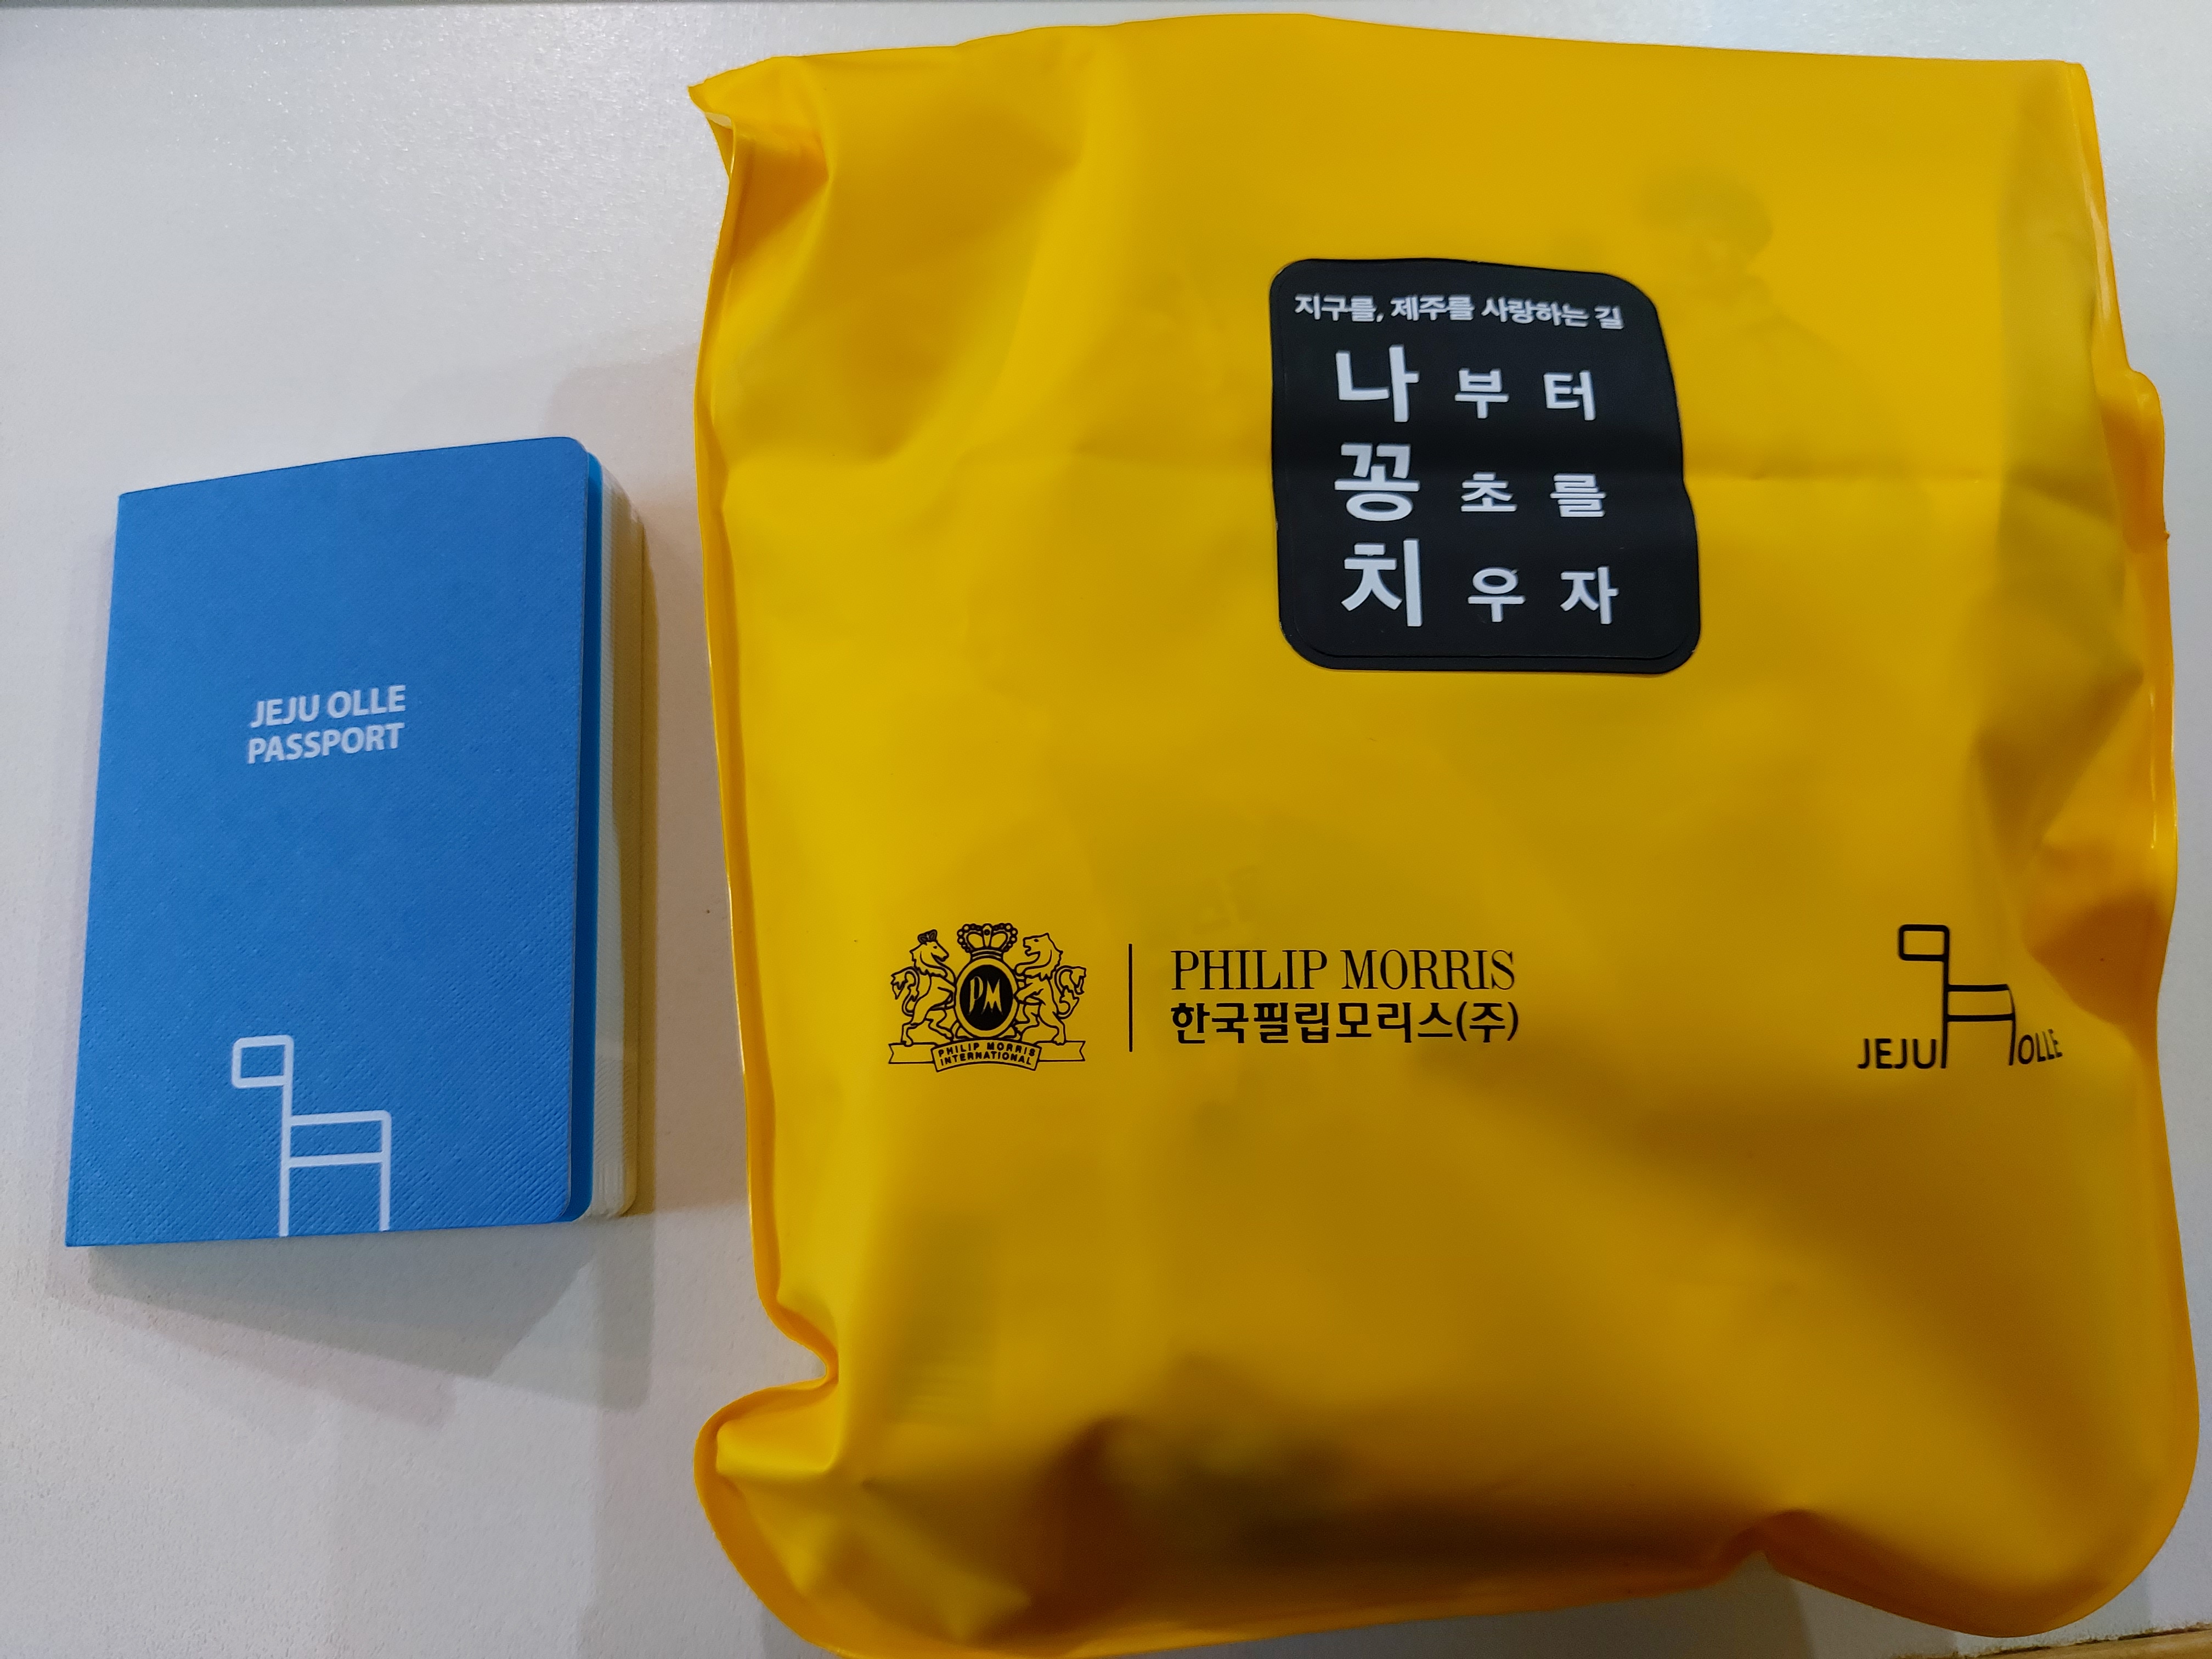 JEJU OLLE
PASSPORT
지구를, 제주를 사랑하는 길
나부터
꽁초를
치우자
PM
PHILIP MORRIS
INTERNATIONAL
PHILIP MORRIS
한국필립모리스(주)
JEJU OLLE